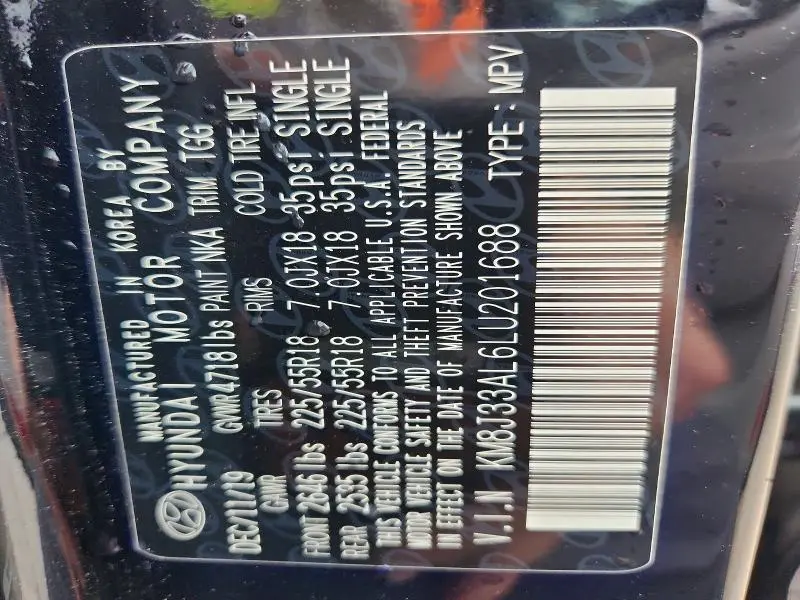 MANUFACTURED IN KOREA BY
HYUNDAI MOTOR COMPANY
DEC/11/19 GVWR 4718lbs PAINT NKA TRIM TGG
GAWR TIRES RIMS COLD TIRE INFL
FRONT 2646 lbs 225/55R18 7.0JX18 35psi SINGLE
REAR 2535 lbs 225/55R18 7.0JX18 35psi SINGLE
THIS VEHICLE CONFORMS TO ALL APPLICABLE U.S.A. FEDERAL
MOTOR VEHICLE SAFETY AND THEFT PREVENTION STANDARDS
IN EFFECT ON THE DATE OF MANUFACTURE SHOWN ABOVE
V.I.N KM8J33AL6LU201688 TYPE : MPV